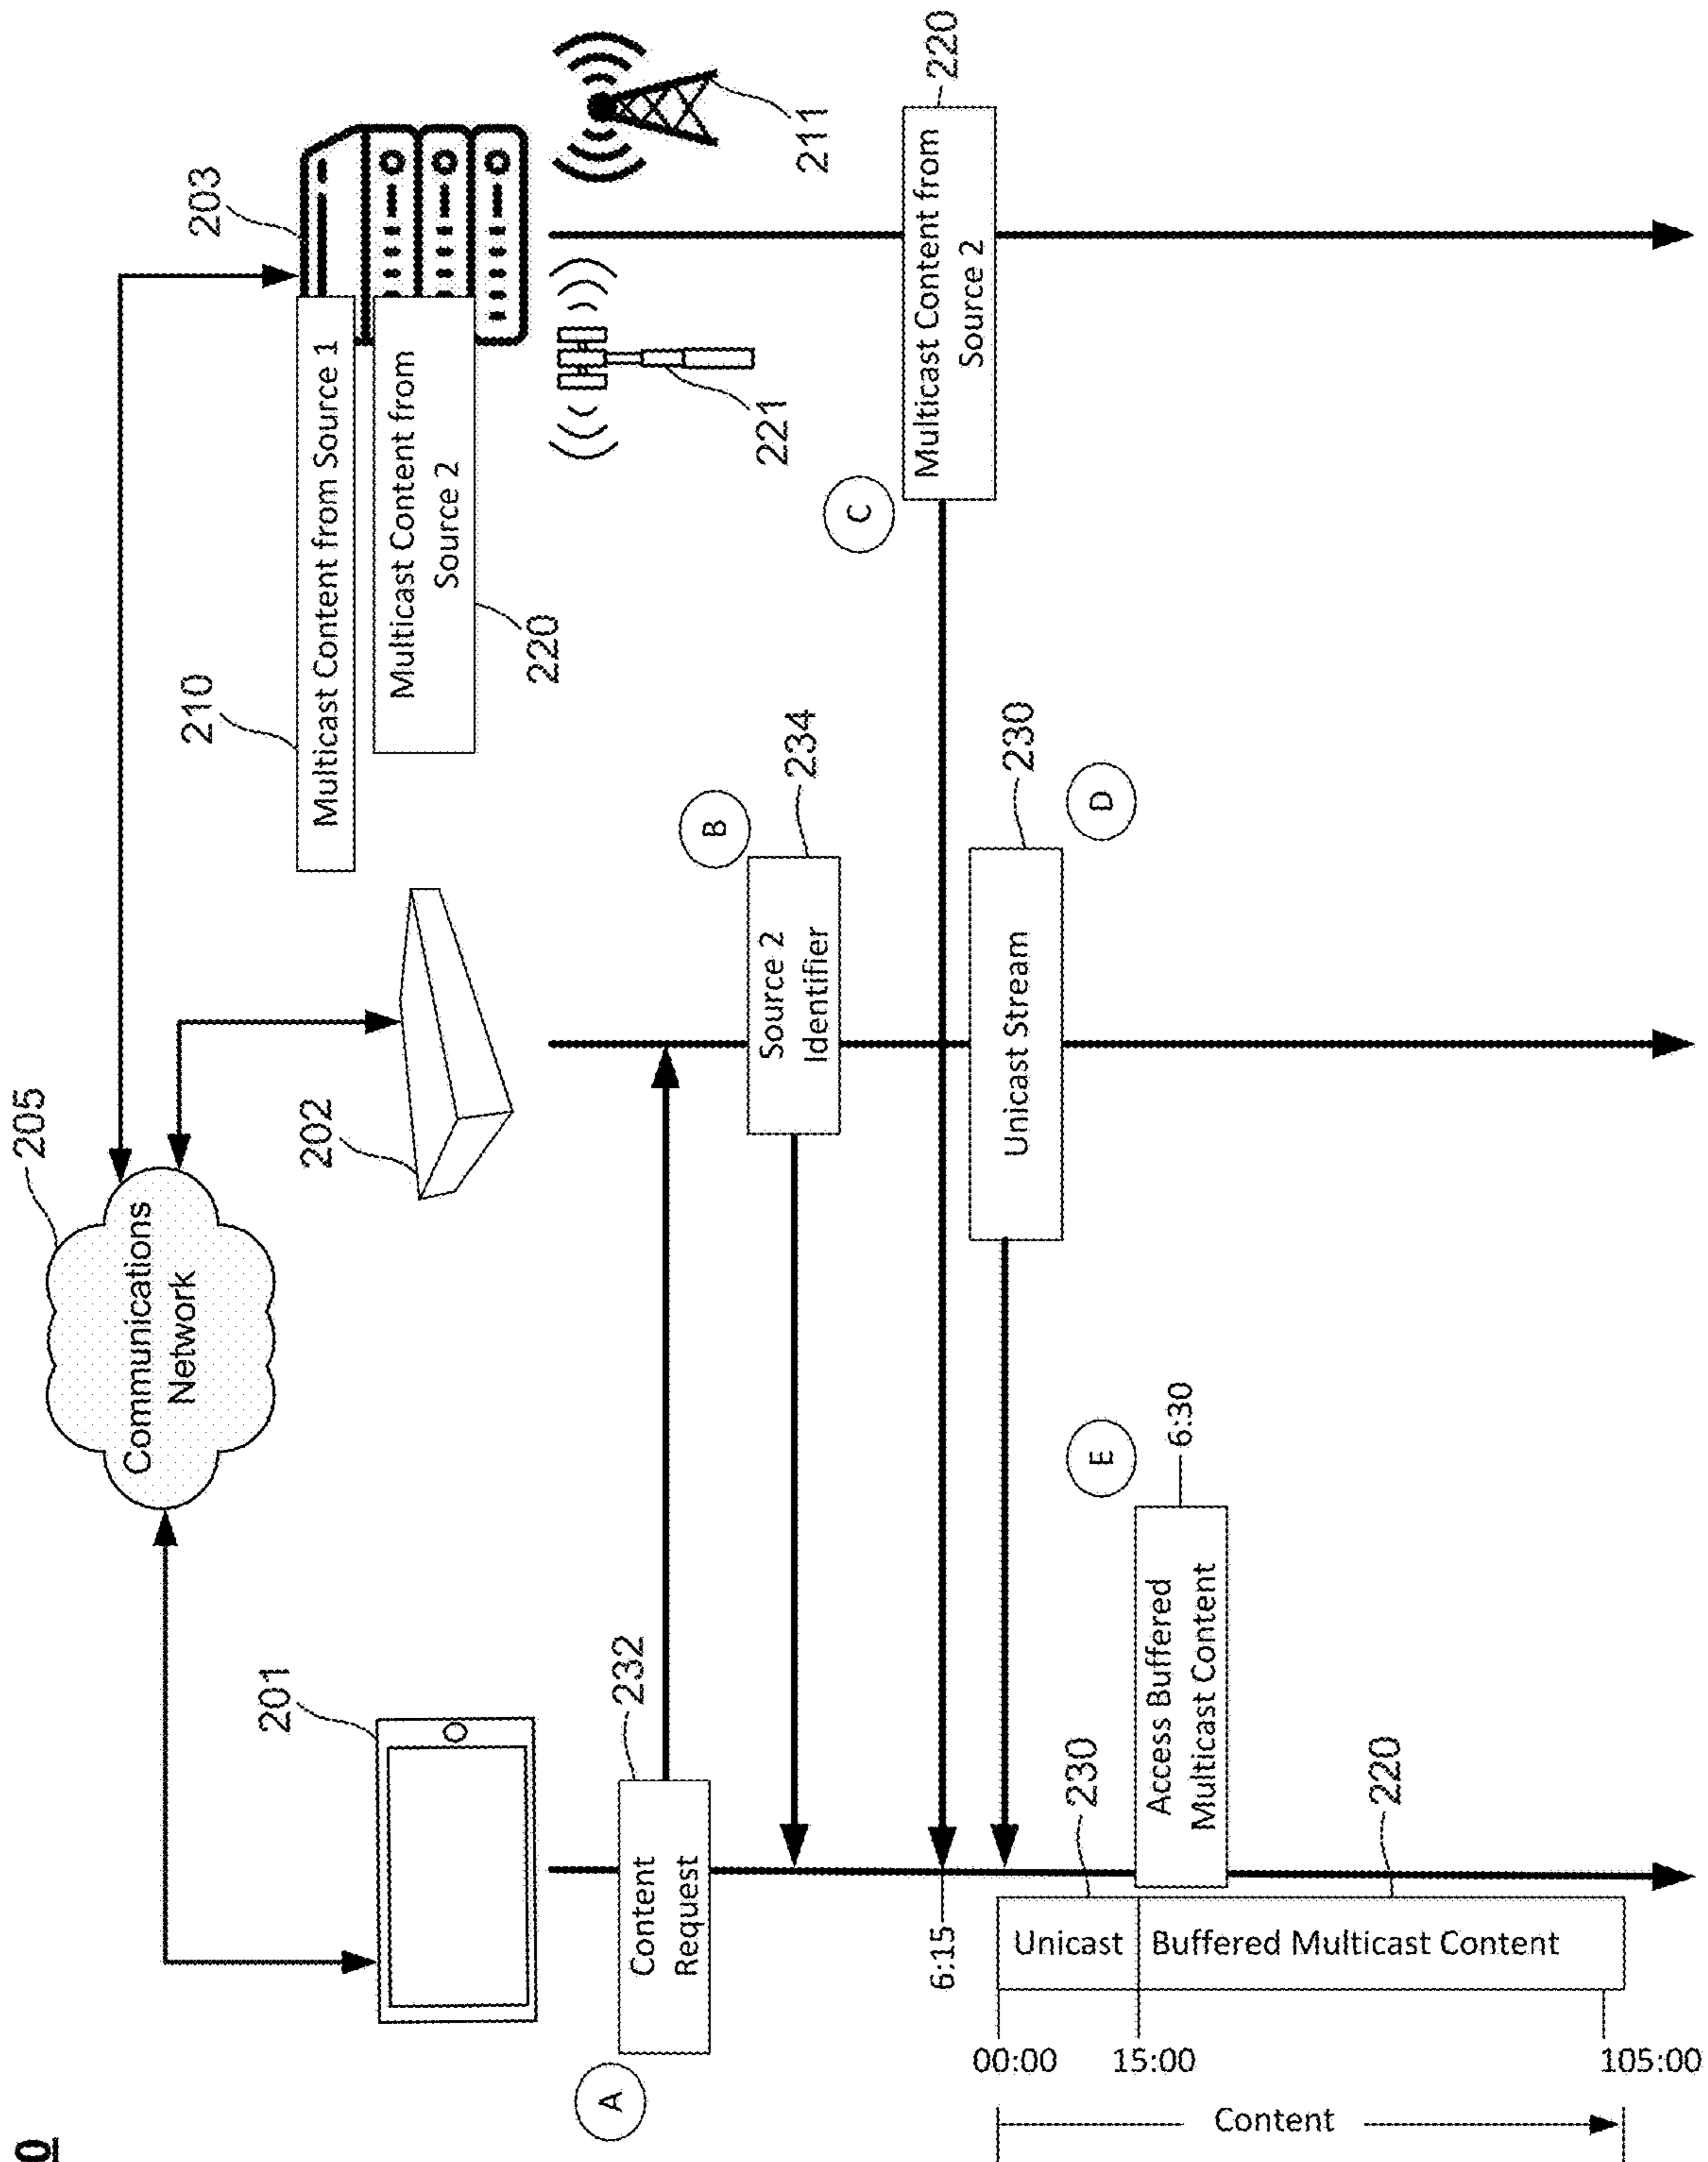 0
205
Communications
Network
203
210
Multicast Content from Source 1
Multicast Content from
Source 2
220
201
202
221
211
A
Content
Request
232
B
Source 2
Identifier
234
C
Multicast Content from
Source 2
220
6:15
Unicast Stream
230
D
E
Access Buffered
Multicast Content
6:30
230
220
Unicast
Buffered Multicast Content
00:00
15:00
105:00
Content